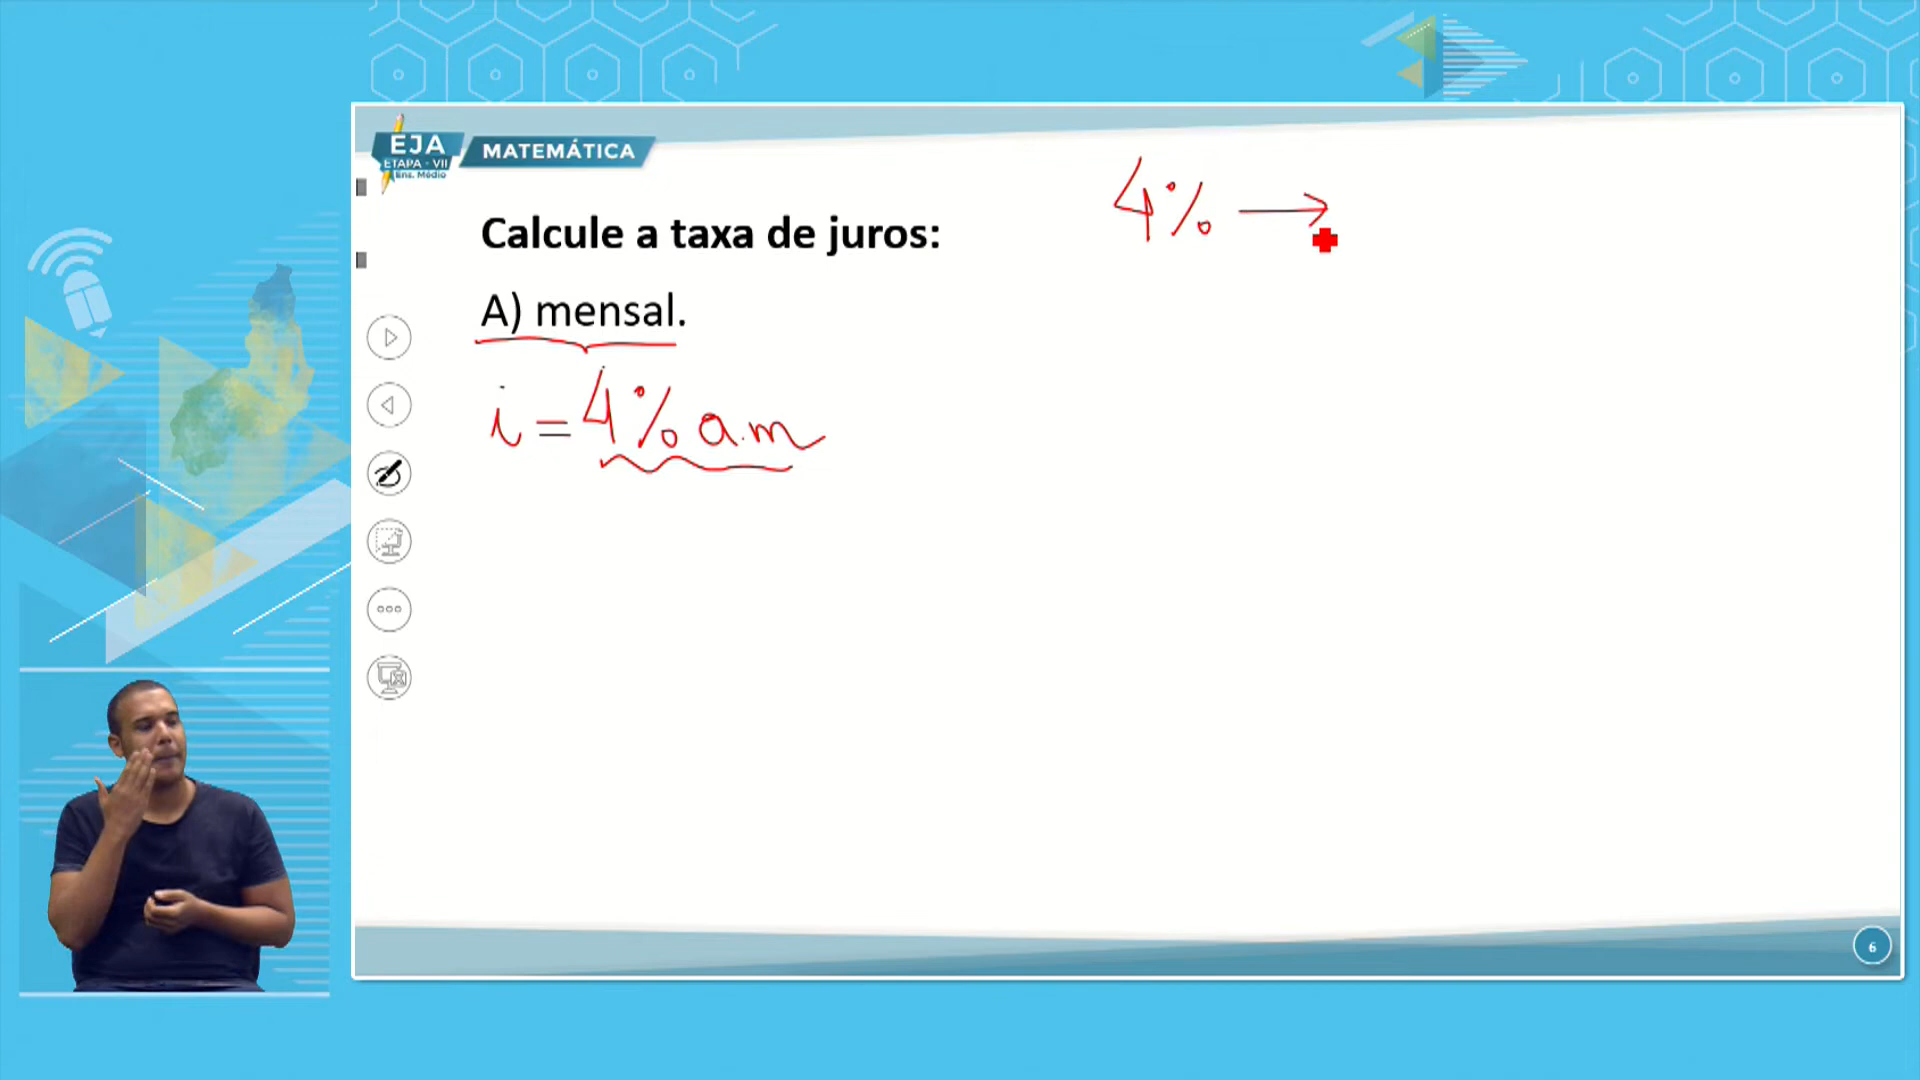 EJA
ETAPA - VII
Ens. Médio
MATEMÁTICA
4% →
Calcule a taxa de juros:
A) mensal.
i = 4% a.m
6